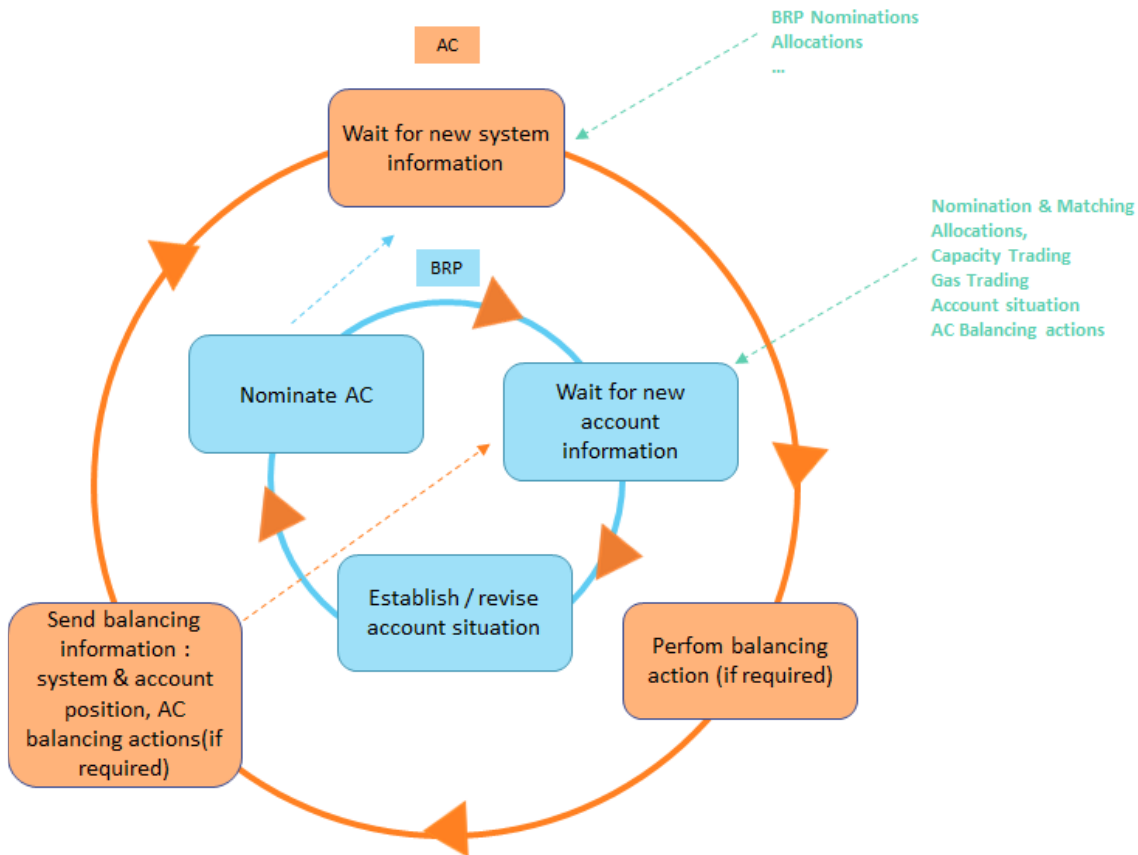 BRP Nominations
Allocations
...
AC
Wait for new system
information
Nomination & Matching
Allocations,
Capacity Trading
Gas Trading
Account situation
AC Balancing actions
BRP
Nominate AC
Wait for new
account
information
Establish / revise
account situation
Send balancing
information :
system & account
position, AC
balancing actions(if
required)
Perfom balancing
action (if required)